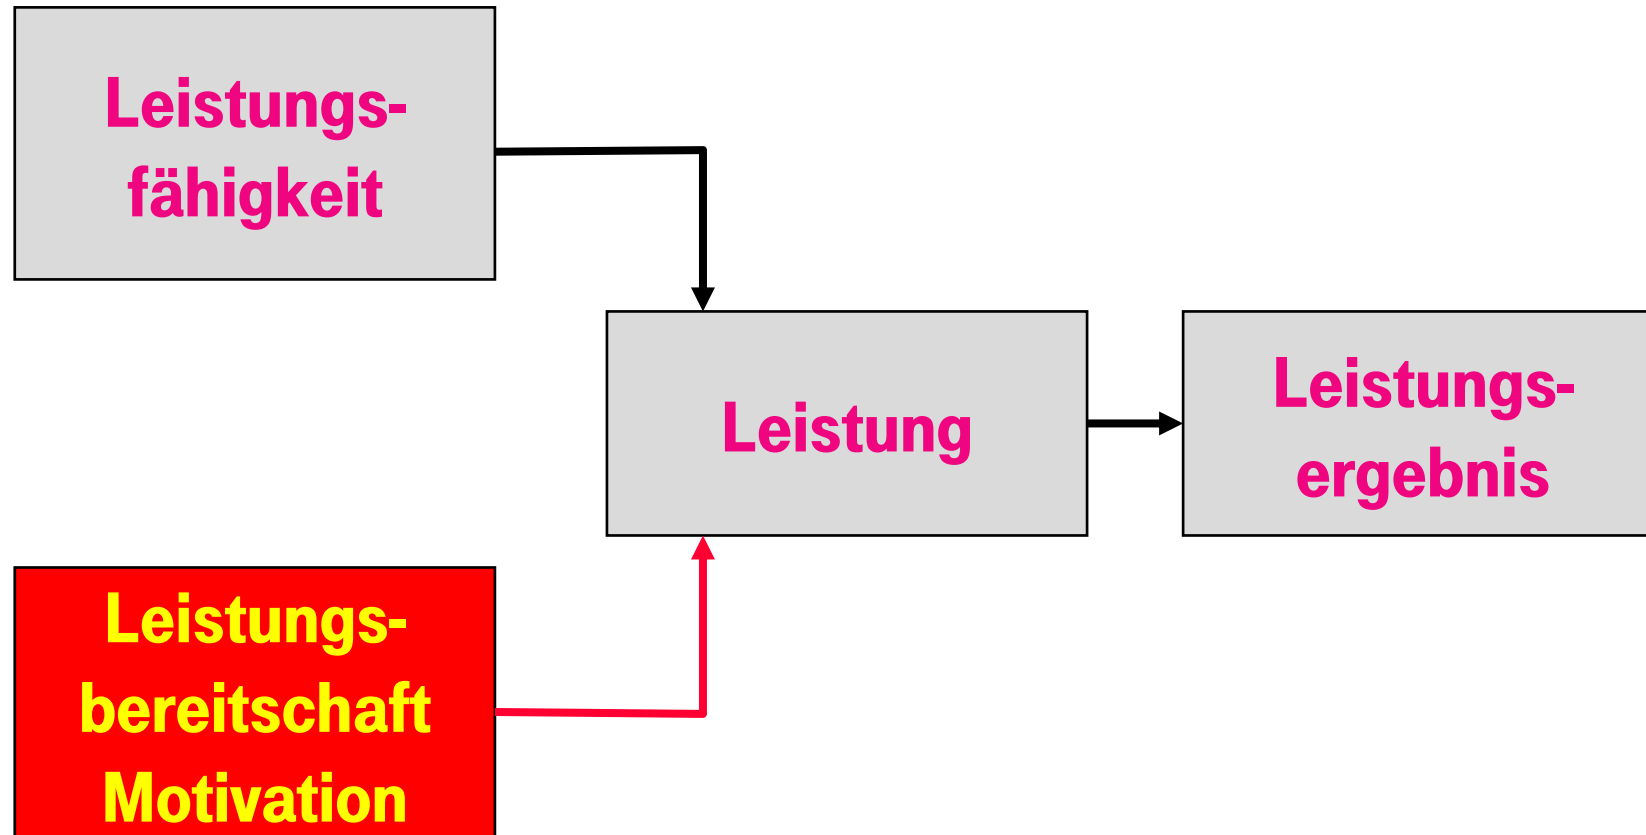 Leistungs-
fähigkeit
Leistung
Leistungs-
ergebnis
Leistungs-
bereitschaft
Motivation